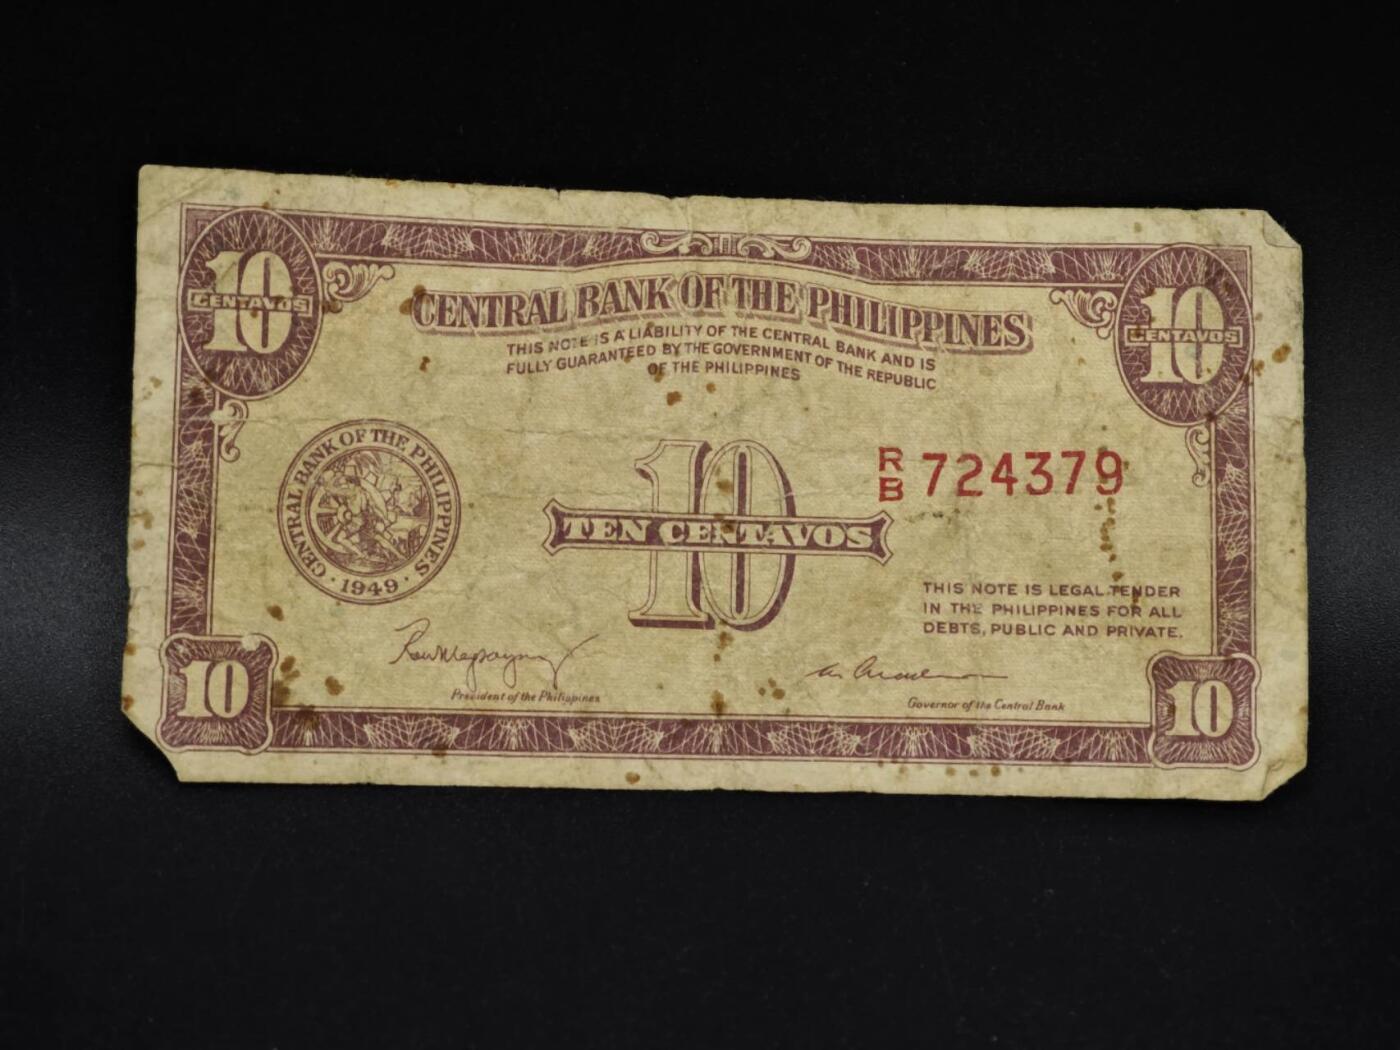 10
CENTAVOS
10
CENTAVOS
CENTRAL BANK OF THE PHILIPPINES
THIS NOTE IS A LIABILITY OF THE CENTRAL BANK AND IS
FULLY GUARANTEED BY THE GOVERNMENT OF THE REPUBLIC
OF THE PHILIPPINES
CENTRAL BANK OF THE PHILIPPINES
· 1949 ·
10
TEN CENTAVOS
R
B 724379
THIS NOTE IS LEGAL TENDER
IN THE PHILIPPINES FOR ALL
DEBTS, PUBLIC AND PRIVATE.
President of the Philippines
Governor of the Central Bank
10
10